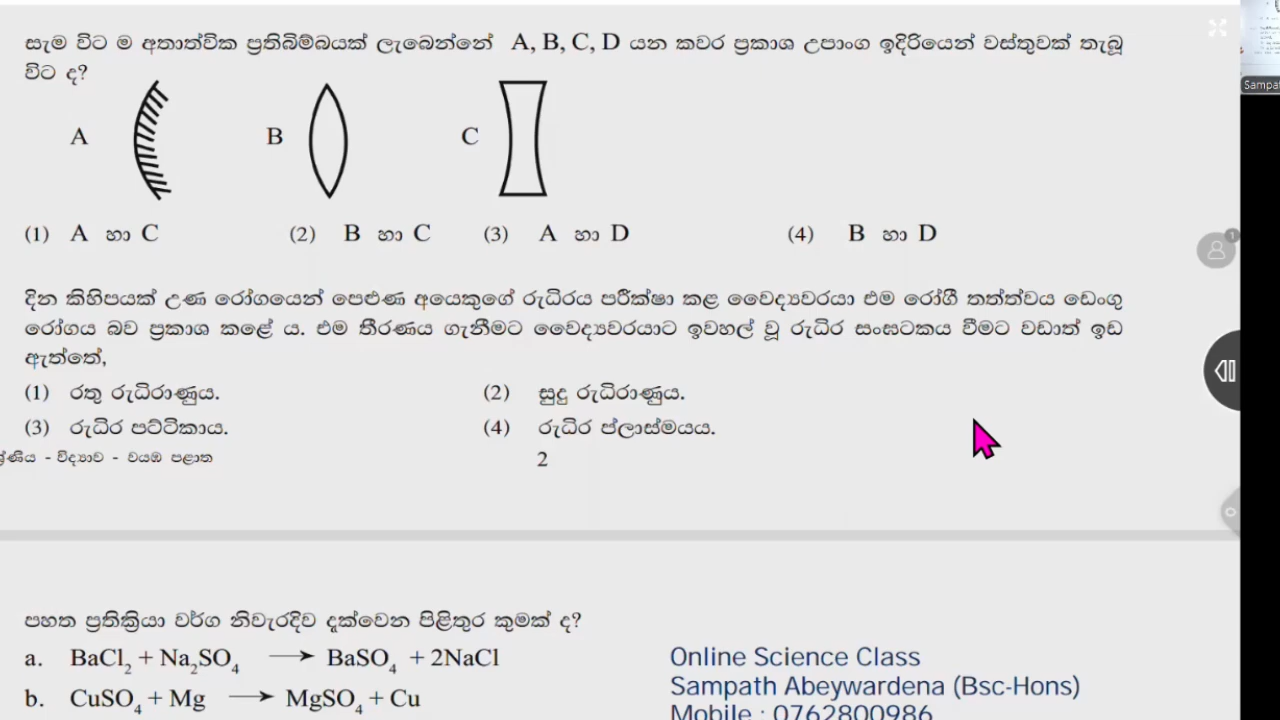 සැම විට ම අතාත්වික ප්‍රතිබිම්බයක් ලැබෙන්නේ A, B, C, D යන කවර ප්‍රකාශ උපාංග ඉදිරියෙන් වස්තුවක් තැබූ
විට ද?
A B C
(1) A හා C (2) B හා C (3) A හා D (4) B හා D
දින කිහිපයක් උණ රෝගයෙන් පෙළුණ අයෙකුගේ රුධිරය පරීක්ෂා කළ වෛද්‍යවරයා එම රෝගී තත්ත්වය ඩෙංගු
රෝගය බව ප්‍රකාශ කළේ ය. එම තීරණය ගැනීමට වෛද්‍යවරයාට ඉවහල් වූ රුධිර සංඝටකය වීමට වඩාත් ඉඩ
ඇත්තේ,
(1) රතු රුධිරාණුය. (2) සුදු රුධිරාණුය.
(3) රුධිර පට්ටිකාය. (4) රුධිර ප්ලාස්මයය.
ශ්‍රේණිය - විද්‍යාව - වයඹ පළාත 2
පහත ප්‍රතික්‍රියා වර්ග නිවැරදිව දැක්වෙන පිළිතුර කුමක් ද?
a. BaCl₂ + Na₂SO₄ ⟶ BaSO₄ + 2NaCl
b. CuSO₄ + Mg ⟶ MgSO₄ + Cu
Online Science Class
Sampath Abeywardena (Bsc-Hons)
Mobile : 0762800986
Sampat
1